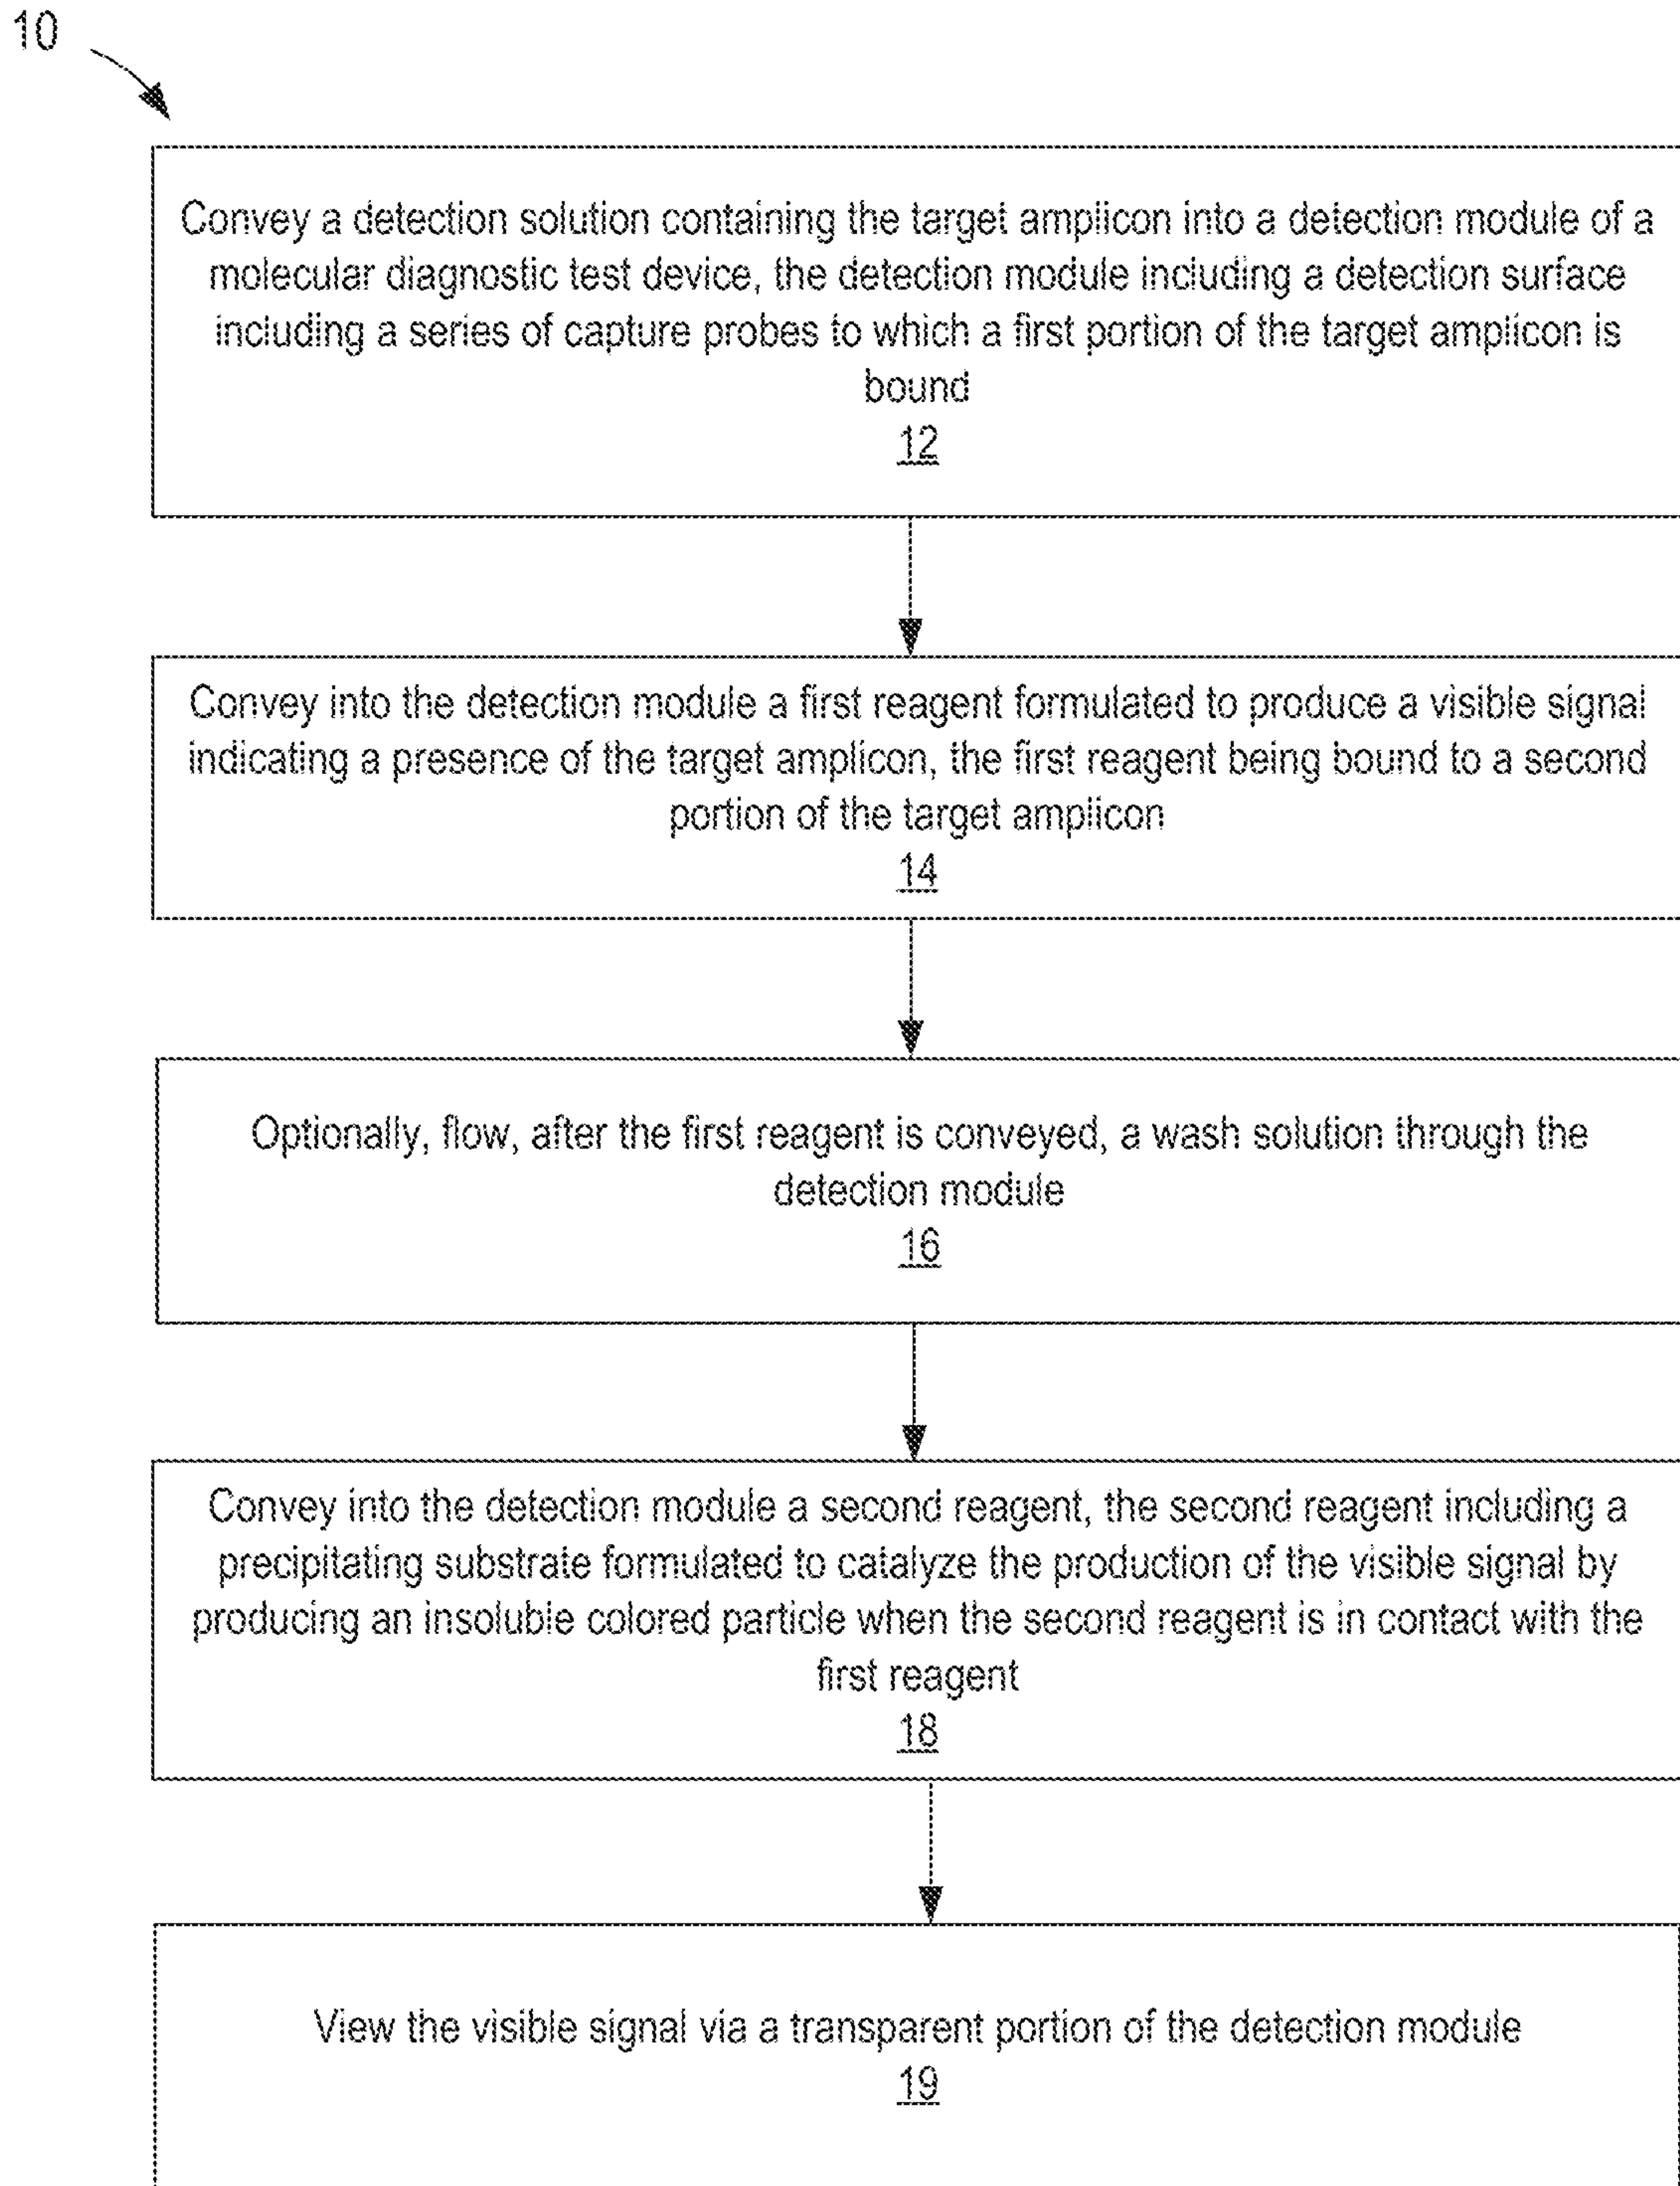 10
Convey a detection solution containing the target amplicon into a detection module of a
molecular diagnostic test device, the detection module including a detection surface
including a series of capture probes to which a first portion of the target amplicon is
bound
12
Convey into the detection module a first reagent formulated to produce a visible signal
indicating a presence of the target amplicon, the first reagent being bound to a second
portion of the target amplicon
14
Optionally, flow, after the first reagent is conveyed, a wash solution through the
detection module
16
Convey into the detection module a second reagent, the second reagent including a
precipitating substrate formulated to catalyze the production of the visible signal by
producing an insoluble colored particle when the second reagent is in contact with the
first reagent
18
View the visible signal via a transparent portion of the detection module
19